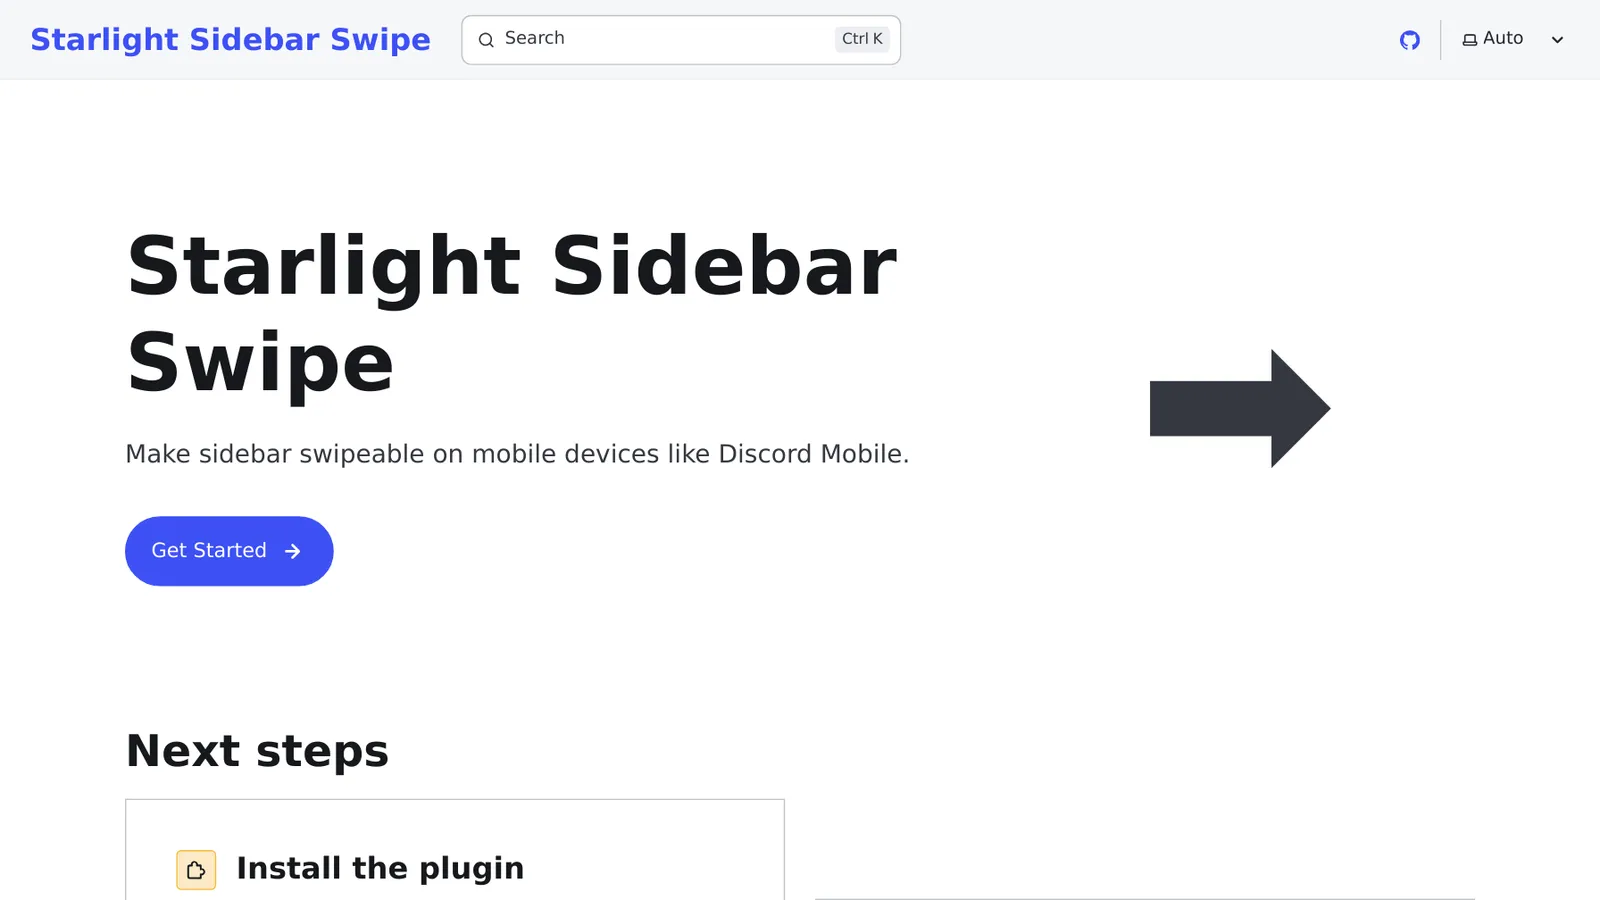 Starlight Sidebar Swipe
Search
Ctrl K
Auto
Starlight Sidebar
Swipe
Make sidebar swipeable on mobile devices like Discord Mobile.
Get Started
Next steps
Install the plugin